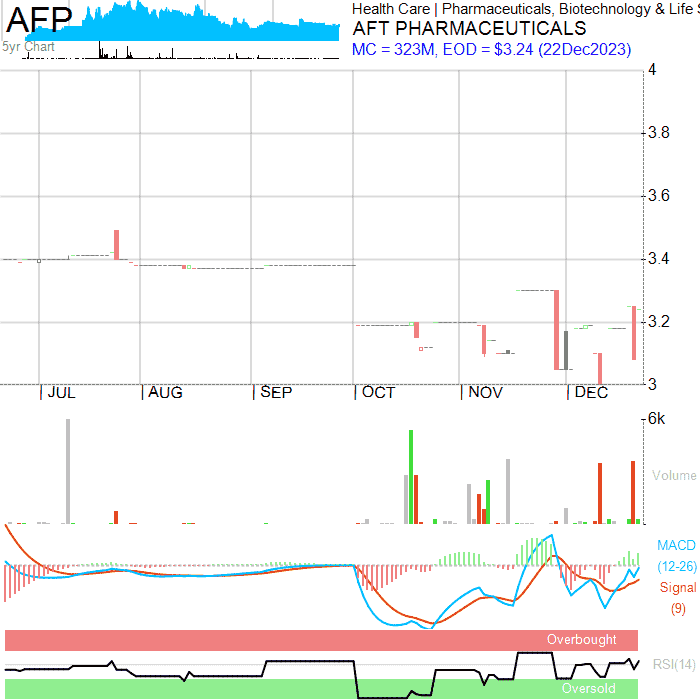 AFP
5yr Chart
Health Care | Pharmaceuticals, Biotechnology & Life S
AFT PHARMACEUTICALS
MC = 323M, EOD = $3.24 (22Dec2023)
4
3.8
3.6
3.4
3.2
3
JUL AUG SEP OCT NOV DEC
6k
Volume
MACD
(12-26)
Signal
(9)
Overbought
RSI(14)
Oversold